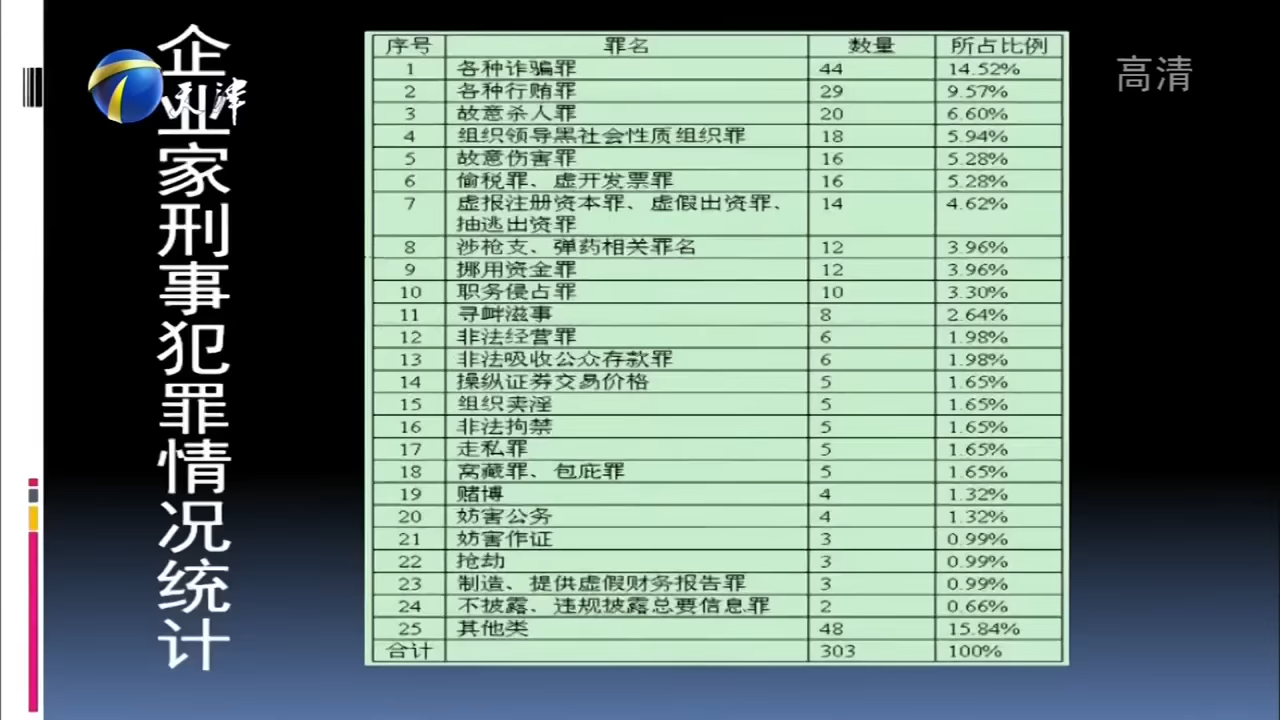 企业家刑事犯罪情况统计
天津
高清
序号 罪名 数量 所占比例
1 各种诈骗罪 44 14.52%
2 各种行贿罪 29 9.57%
3 故意杀人罪 20 6.60%
4 组织领导黑社会性质组织罪 18 5.94%
5 故意伤害罪 16 5.28%
6 偷税罪、虚开发票罪 16 5.28%
7 虚报注册资本罪、虚假出资罪、 14 4.62%
抽逃出资罪
8 涉枪支、弹药相关罪名 12 3.96%
9 挪用资金罪 12 3.96%
10 职务侵占罪 10 3.30%
11 寻衅滋事 8 2.64%
12 非法经营罪 6 1.98%
13 非法吸收公众存款罪 6 1.98%
14 操纵证券交易价格 5 1.65%
15 组织卖淫 5 1.65%
16 非法拘禁 5 1.65%
17 走私罪 5 1.65%
18 窝藏罪、包庇罪 5 1.65%
19 赌博 4 1.32%
20 妨害公务 4 1.32%
21 妨害作证 3 0.99%
22 抢劫 3 0.99%
23 制造、提供虚假财务报告罪 3 0.99%
24 不披露、违规披露总要信息罪 2 0.66%
25 其他类 48 15.84%
合计 303 100%